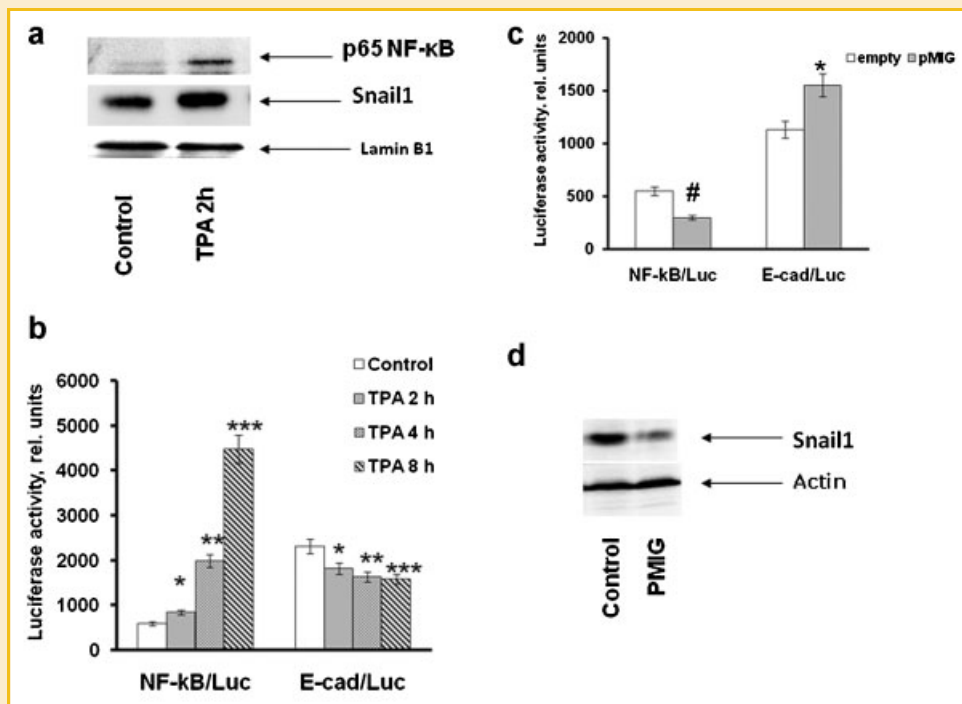 a
p65 NF-κB
Snail1
Lamin B1
Control
TPA 2h
b
Luciferase activity, rel. units
6000
5000
4000
3000
2000
1000
0
Control
TPA 2 h
TPA 4 h
TPA 8 h
*
**
***
*
**
***
NF-kB/Luc
E-cad/Luc
c
Luciferase activity, rel. units
2000
1500
1000
500
0
empty
pMIG
#
*
NF-kB/Luc
E-cad/Luc
d
Snail1
Actin
Control
PMIG